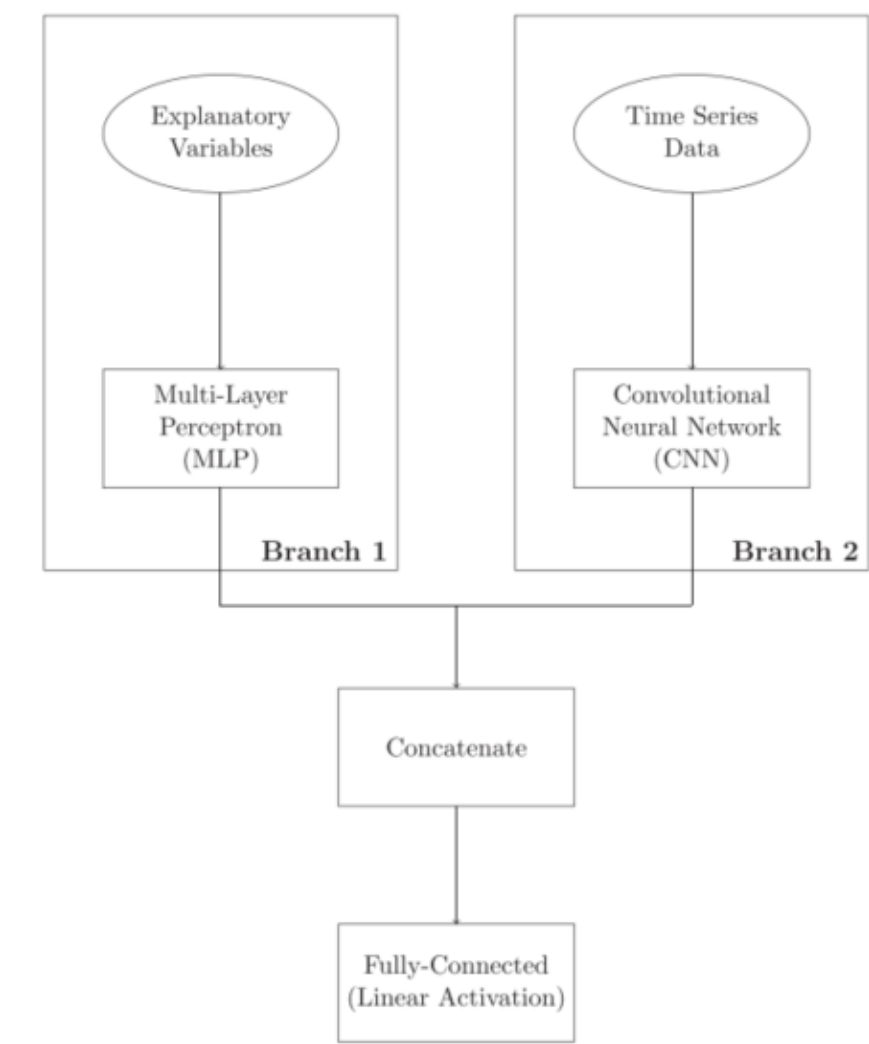 Explanatory
Variables
Multi-Layer
Perceptron
(MLP)
Branch 1
Time Series
Data
Convolutional
Neural Network
(CNN)
Branch 2
Concatenate
Fully-Connected
(Linear Activation)